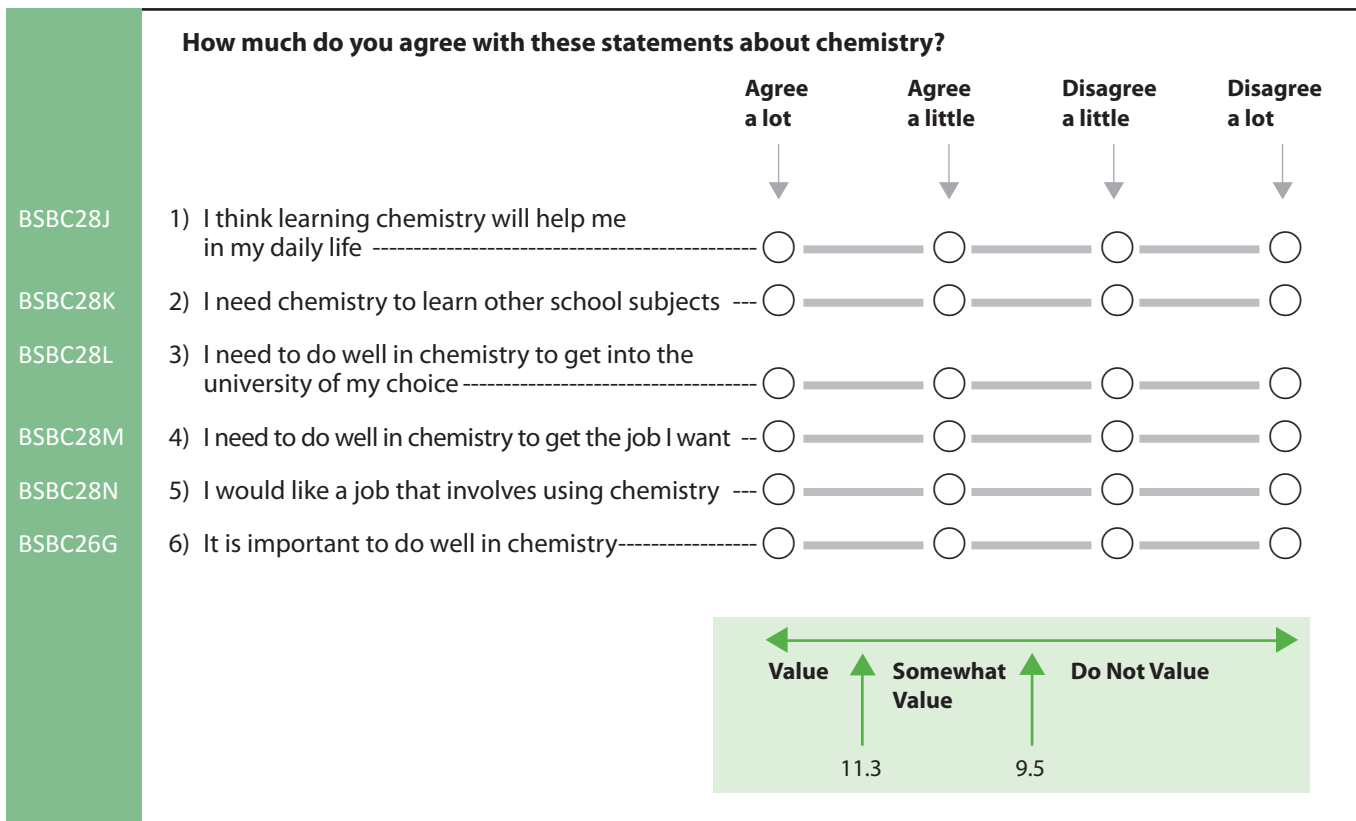 How much do you agree with these statements about chemistry?
Agree a lot
Agree a little
Disagree a little
Disagree a lot
BSBC28J 1) I think learning chemistry will help me
in my daily life
BSBC28K 2) I need chemistry to learn other school subjects
BSBC28L 3) I need to do well in chemistry to get into the
university of my choice
BSBC28M 4) I need to do well in chemistry to get the job I want
BSBC28N 5) I would like a job that involves using chemistry
BSBC26G 6) It is important to do well in chemistry
Value
Somewhat
Value
Do Not Value
11.3 9.5